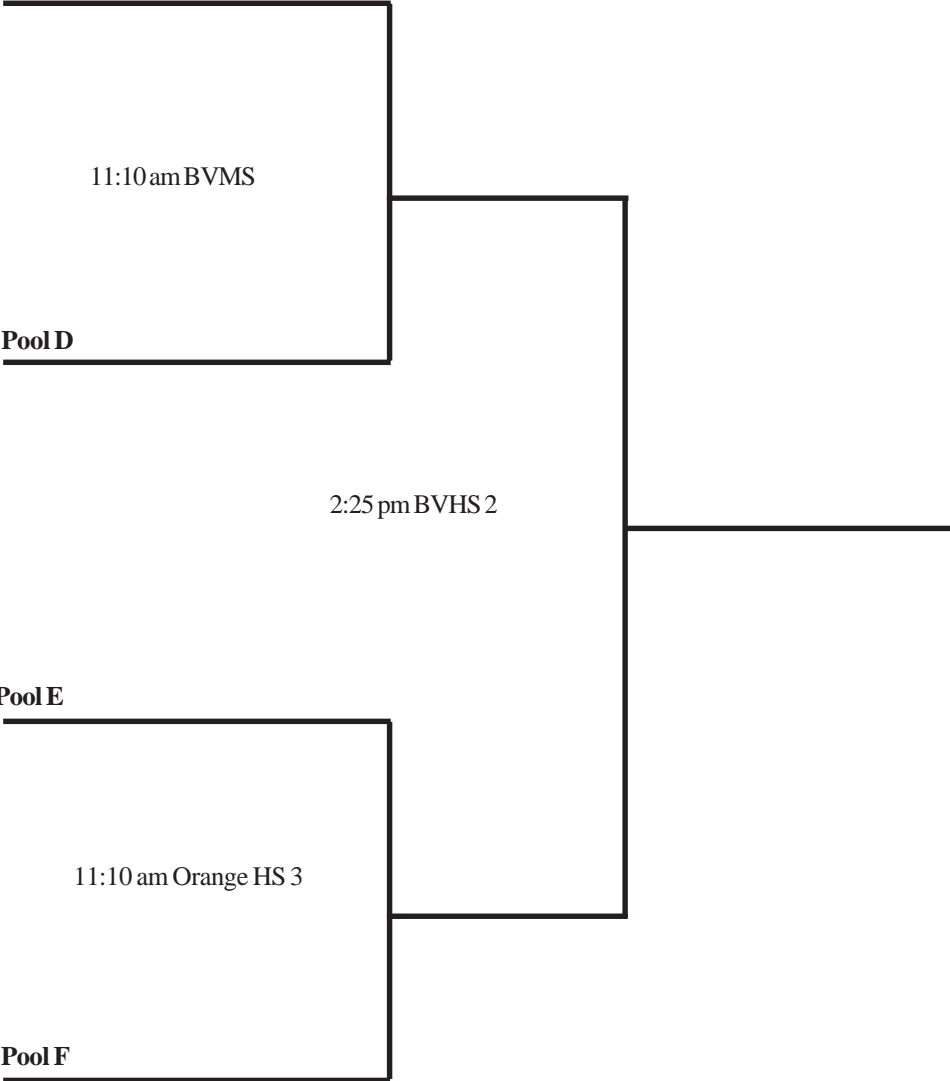 11:10 am BVMS
Pool D
2:25 pm BVHS 2
Pool E
11:10 am Orange HS 3
Pool F